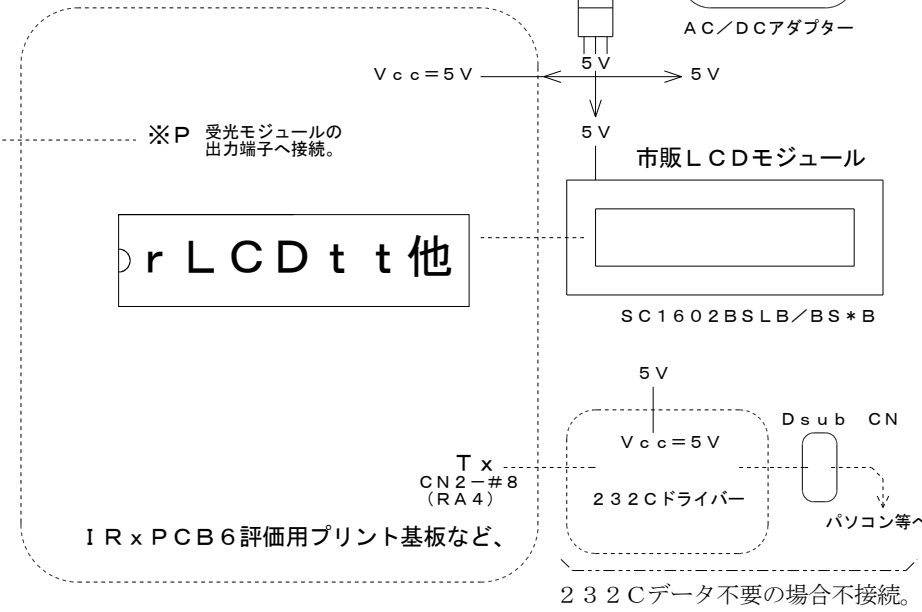 AC／DCアダプター
5V
Vcc＝5V
5V
※P 受光モジュールの
出力端子へ接続。
5V
市販LCDモジュール
rLCDtt他
SC1602BSLB／BS＊B
5V
Dsub CN
Vcc＝5V
Tx
CN2－#8
（RA4）
232Cドライバー
パソコン等へ
IRxPCB6評価用プリント基板など、
232Cデータ不要の場合不接続。